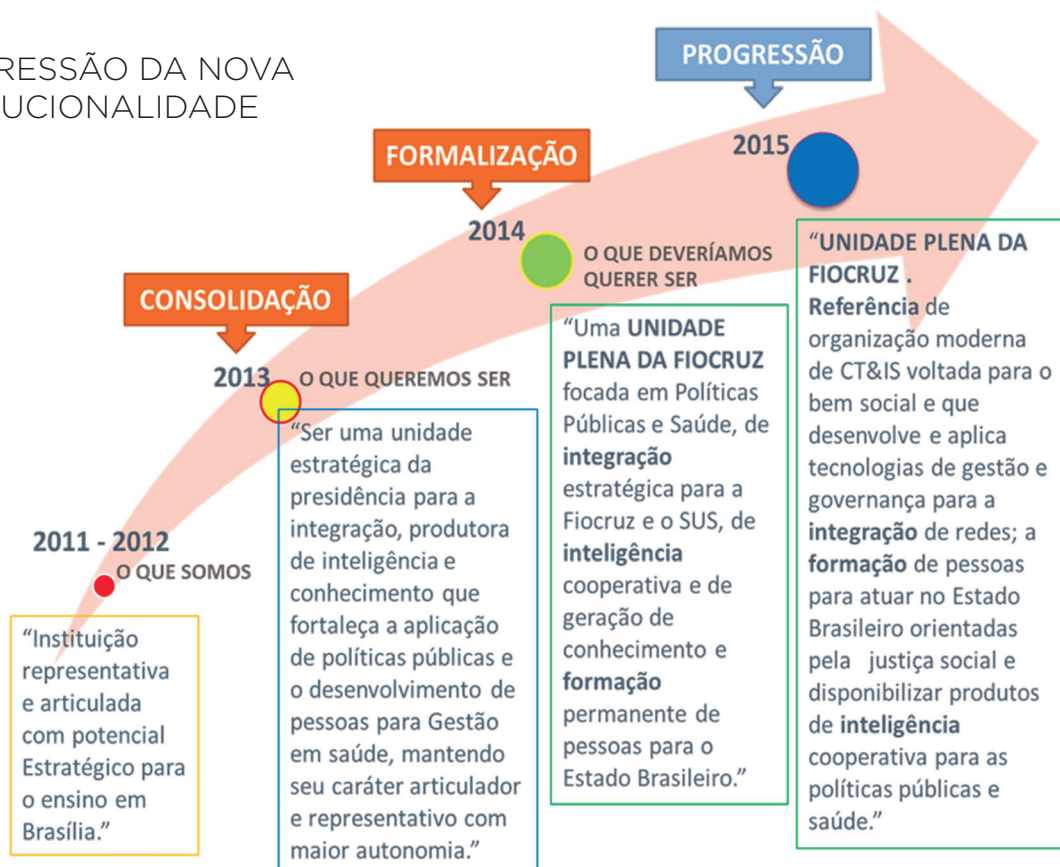 RESSÃO DA NOVA
UCIONALIDADE
PROGRESSÃO
2015
FORMALIZAÇÃO
2014
O QUE DEVERÍAMOS
QUERER SER
CONSOLIDAÇÃO
2013
O QUE QUEREMOS SER
2011 - 2012
O QUE SOMOS
“Instituição
representativa
e articulada
com potencial
Estratégico para
o ensino em
Brasília.”
“Ser uma unidade
estratégica da
presidência para a
integração, produtora
de inteligência e
conhecimento que
fortaleça a aplicação
de políticas públicas e
o desenvolvimento de
pessoas para Gestão
em saúde, mantendo
seu caráter articulador
e representativo com
maior autonomia.”
“Uma UNIDADE
PLENA DA FIOCRUZ
focada em Políticas
Públicas e Saúde, de
integração
estratégica para a
Fiocruz e o SUS, de
inteligência
cooperativa e de
geração de
conhecimento e
formação
permanente de
pessoas para o
Estado Brasileiro.”
“UNIDADE PLENA DA
FIOCRUZ .
Referência de
organização moderna
de CT&IS voltada para o
bem social e que
desenvolve e aplica
tecnologias de gestão e
governança para a
integração de redes; a
formação de pessoas
para atuar no Estado
Brasileiro orientadas
pela justiça social e
disponibilizar produtos
de inteligência
cooperativa para as
políticas públicas e
saúde.”